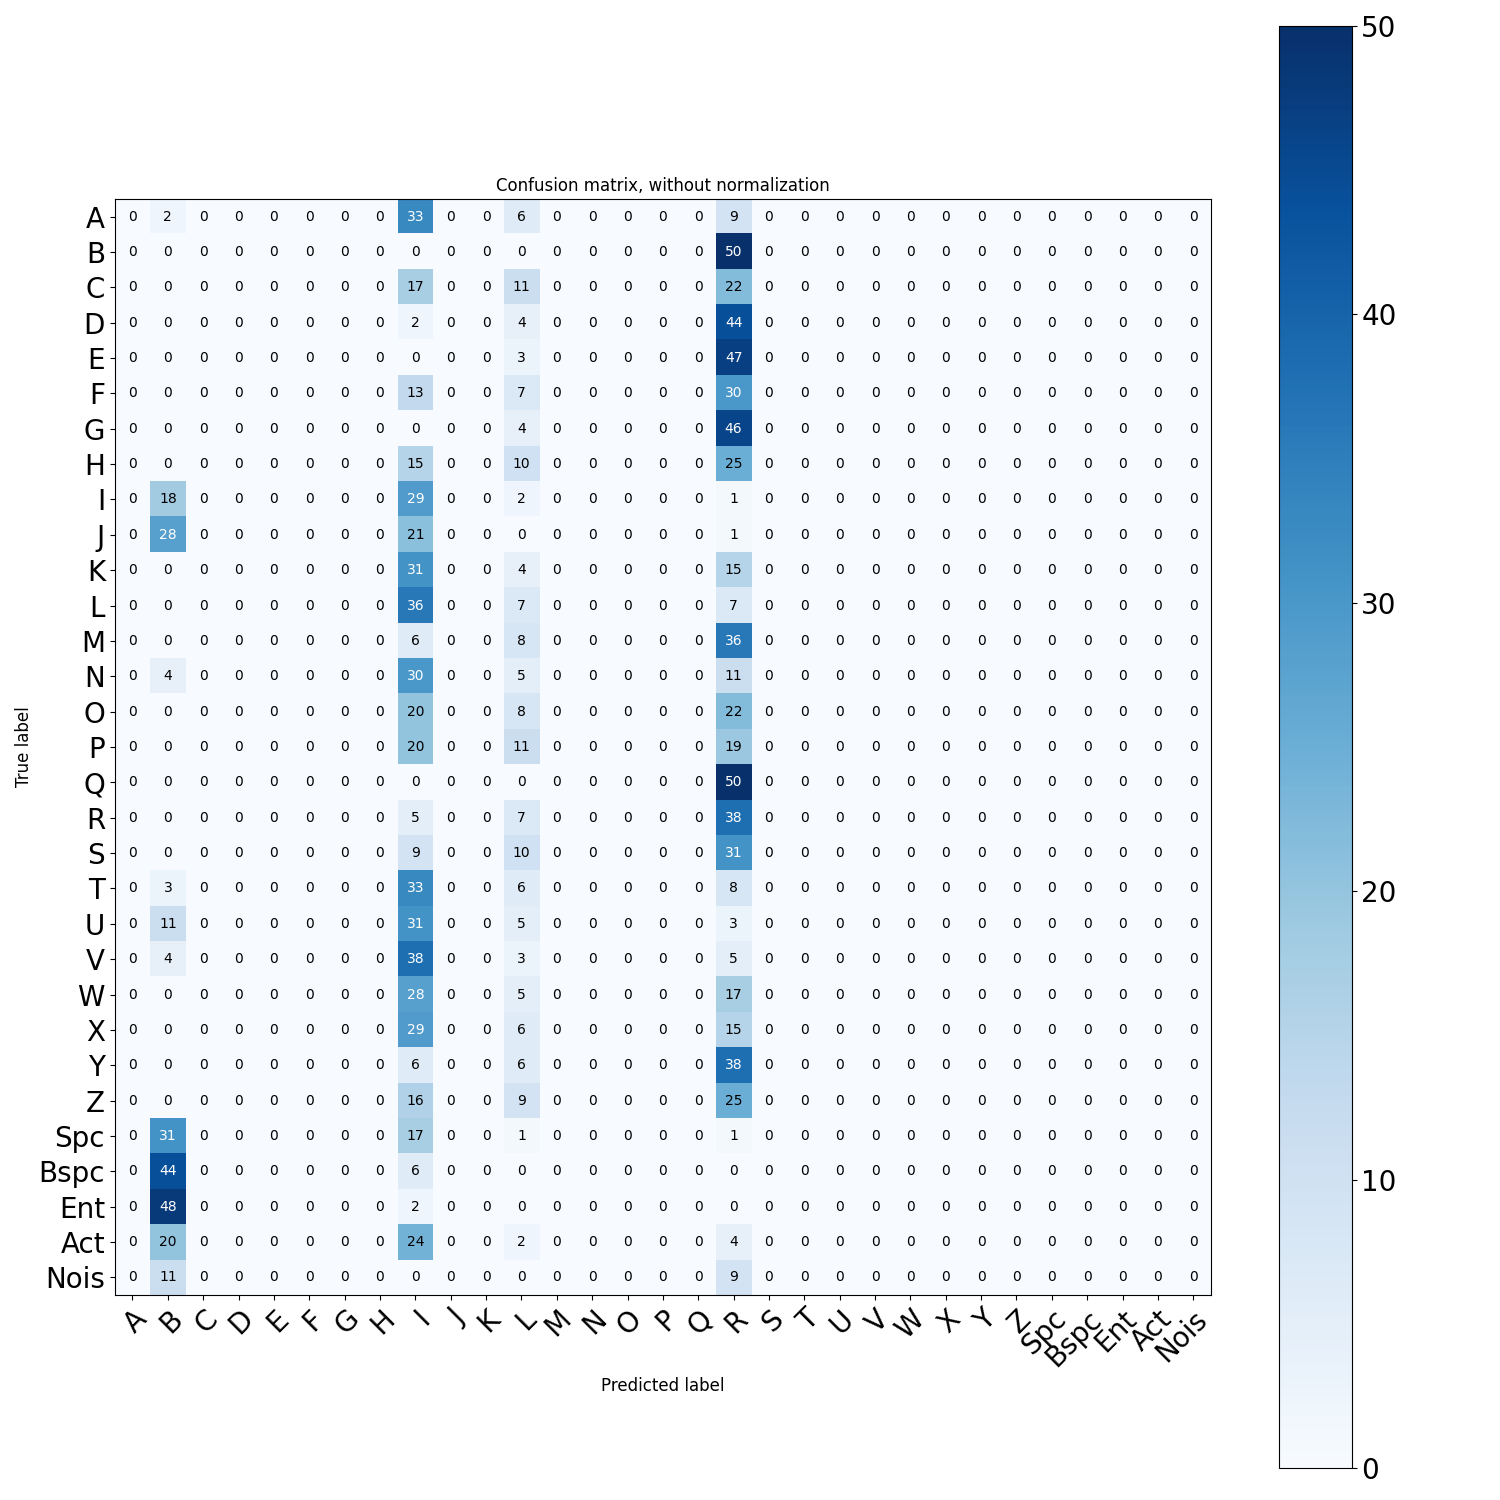 Confusion matrix, without normalization
A 0 2 0 0 0 0 0 0 33 0 0 6 0 0 0 0 0 9 0 0 0 0 0 0 0 0 0 0 0 0 0
B 0 0 0 0 0 0 0 0 0 0 0 0 0 0 0 0 0 50 0 0 0 0 0 0 0 0 0 0 0 0 0
C 0 0 0 0 0 0 0 0 17 0 0 11 0 0 0 0 0 22 0 0 0 0 0 0 0 0 0 0 0 0 0
D 0 0 0 0 0 0 0 0 2 0 0 4 0 0 0 0 0 44 0 0 0 0 0 0 0 0 0 0 0 0 0
E 0 0 0 0 0 0 0 0 0 0 0 3 0 0 0 0 0 47 0 0 0 0 0 0 0 0 0 0 0 0 0
F 0 0 0 0 0 0 0 0 13 0 0 7 0 0 0 0 0 30 0 0 0 0 0 0 0 0 0 0 0 0 0
G 0 0 0 0 0 0 0 0 0 0 0 4 0 0 0 0 0 46 0 0 0 0 0 0 0 0 0 0 0 0 0
H 0 0 0 0 0 0 0 0 15 0 0 10 0 0 0 0 0 25 0 0 0 0 0 0 0 0 0 0 0 0 0
I 0 18 0 0 0 0 0 0 29 0 0 2 0 0 0 0 0 1 0 0 0 0 0 0 0 0 0 0 0 0 0
J 0 28 0 0 0 0 0 0 21 0 0 0 0 0 0 0 0 1 0 0 0 0 0 0 0 0 0 0 0 0 0
K 0 0 0 0 0 0 0 0 31 0 0 4 0 0 0 0 0 15 0 0 0 0 0 0 0 0 0 0 0 0 0
L 0 0 0 0 0 0 0 0 36 0 0 7 0 0 0 0 0 7 0 0 0 0 0 0 0 0 0 0 0 0 0
M 0 0 0 0 0 0 0 0 6 0 0 8 0 0 0 0 0 36 0 0 0 0 0 0 0 0 0 0 0 0 0
N 0 4 0 0 0 0 0 0 30 0 0 5 0 0 0 0 0 11 0 0 0 0 0 0 0 0 0 0 0 0 0
O 0 0 0 0 0 0 0 0 20 0 0 8 0 0 0 0 0 22 0 0 0 0 0 0 0 0 0 0 0 0 0
P 0 0 0 0 0 0 0 0 20 0 0 11 0 0 0 0 0 19 0 0 0 0 0 0 0 0 0 0 0 0 0
Q 0 0 0 0 0 0 0 0 0 0 0 0 0 0 0 0 0 50 0 0 0 0 0 0 0 0 0 0 0 0 0
R 0 0 0 0 0 0 0 0 5 0 0 7 0 0 0 0 0 38 0 0 0 0 0 0 0 0 0 0 0 0 0
S 0 0 0 0 0 0 0 0 9 0 0 10 0 0 0 0 0 31 0 0 0 0 0 0 0 0 0 0 0 0 0
T 0 3 0 0 0 0 0 0 33 0 0 6 0 0 0 0 0 8 0 0 0 0 0 0 0 0 0 0 0 0 0
U 0 11 0 0 0 0 0 0 31 0 0 5 0 0 0 0 0 3 0 0 0 0 0 0 0 0 0 0 0 0 0
V 0 4 0 0 0 0 0 0 38 0 0 3 0 0 0 0 0 5 0 0 0 0 0 0 0 0 0 0 0 0 0
W 0 0 0 0 0 0 0 0 28 0 0 5 0 0 0 0 0 17 0 0 0 0 0 0 0 0 0 0 0 0 0
X 0 0 0 0 0 0 0 0 29 0 0 6 0 0 0 0 0 15 0 0 0 0 0 0 0 0 0 0 0 0 0
Y 0 0 0 0 0 0 0 0 6 0 0 6 0 0 0 0 0 38 0 0 0 0 0 0 0 0 0 0 0 0 0
Z 0 0 0 0 0 0 0 0 16 0 0 9 0 0 0 0 0 25 0 0 0 0 0 0 0 0 0 0 0 0 0
Spc 0 31 0 0 0 0 0 0 17 0 0 1 0 0 0 0 0 1 0 0 0 0 0 0 0 0 0 0 0 0 0
Bspc 0 44 0 0 0 0 0 0 6 0 0 0 0 0 0 0 0 0 0 0 0 0 0 0 0 0 0 0 0 0 0
Ent 0 48 0 0 0 0 0 0 2 0 0 0 0 0 0 0 0 0 0 0 0 0 0 0 0 0 0 0 0 0 0
Act 0 20 0 0 0 0 0 0 24 0 0 2 0 0 0 0 0 4 0 0 0 0 0 0 0 0 0 0 0 0 0
Nois 0 11 0 0 0 0 0 0 0 0 0 0 0 0 0 0 0 9 0 0 0 0 0 0 0 0 0 0 0 0 0
A B C D E F G H I J K L M N O P Q R S T U V W X Y Z Spc Bspc Ent Act Nois
Predicted label
True label
50
40
30
20
10
0